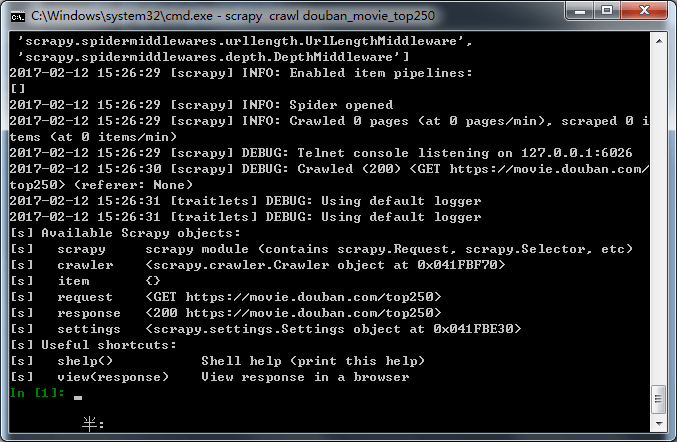 C:\Windows\system32\cmd.exe - scrapy  crawl douban_movie_top250
 'scrapy.spidermiddlewares.urllength.UrlLengthMiddleware',
 'scrapy.spidermiddlewares.depth.DepthMiddleware']
2017-02-12 15:26:29 [scrapy] INFO: Enabled item pipelines:
[]
2017-02-12 15:26:29 [scrapy] INFO: Spider opened
2017-02-12 15:26:29 [scrapy] INFO: Crawled 0 pages (at 0 pages/min), scraped 0 i
tems (at 0 items/min)
2017-02-12 15:26:29 [scrapy] DEBUG: Telnet console listening on 127.0.0.1:6026
2017-02-12 15:26:30 [scrapy] DEBUG: Crawled (200) <GET https://movie.douban.com/
top250> (referer: None)
2017-02-12 15:26:31 [traitlets] DEBUG: Using default logger
2017-02-12 15:26:31 [traitlets] DEBUG: Using default logger
[s] Available Scrapy objects:
[s]   scrapy     scrapy module (contains scrapy.Request, scrapy.Selector, etc)
[s]   crawler    <scrapy.crawler.Crawler object at 0x041FBF70>
[s]   item       {}
[s]   request    <GET https://movie.douban.com/top250>
[s]   response   <200 https://movie.douban.com/top250>
[s]   settings   <scrapy.settings.Settings object at 0x041FBE30>
[s] Useful shortcuts:
[s]   shelp()           Shell help (print this help)
[s]   view(response)    View response in a browser
In [1]:
半: